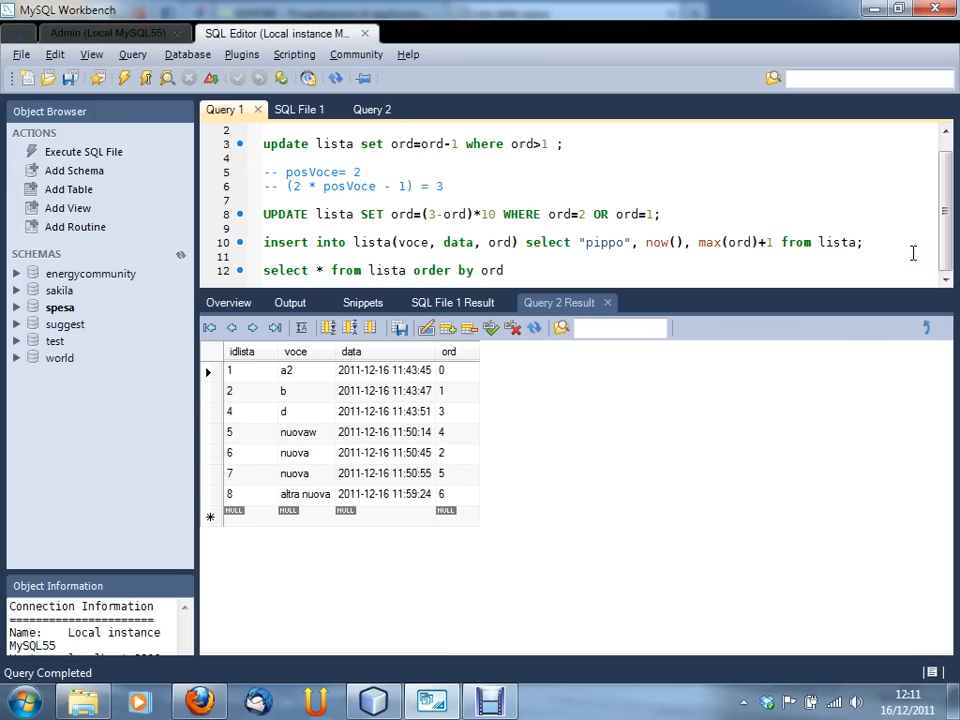 MySQL Workbench
Admin (Local MySQL55)
SQL Editor (Local instance M...
File Edit View Query Database Plugins Scripting Community Help
Object Browser
ACTIONS
Execute SQL File
Add Schema
Add Table
Add View
Add Routine
SCHEMAS
energycommunity
sakila
spesa
suggest
test
world
Object Information
Connection Information
======================
Name: Local instance
MySQL55
Query 1 SQL File 1 Query 2
2
3 update lista set ord=ord-1 where ord>1 ;
4
5 -- posVoce= 2
6 -- (2 * posVoce - 1) = 3
7
8 UPDATE lista SET ord=(3-ord)*10 WHERE ord=2 OR ord=1;
9
10 insert into lista(voce, data, ord) select "pippo", now(), max(ord)+1 from lista;
11
12 select * from lista order by ord
Overview Output Snippets SQL File 1 Result Query 2 Result
idlista voce data ord
1 a2 2011-12-16 11:43:45 0
2 b 2011-12-16 11:43:47 1
4 d 2011-12-16 11:43:51 3
5 nuovaw 2011-12-16 11:50:14 4
6 nuova 2011-12-16 11:50:45 2
7 nuova 2011-12-16 11:50:55 5
8 altra nuova 2011-12-16 11:59:24 6
NULL NULL NULL NULL
Query Completed
12:11
16/12/2011